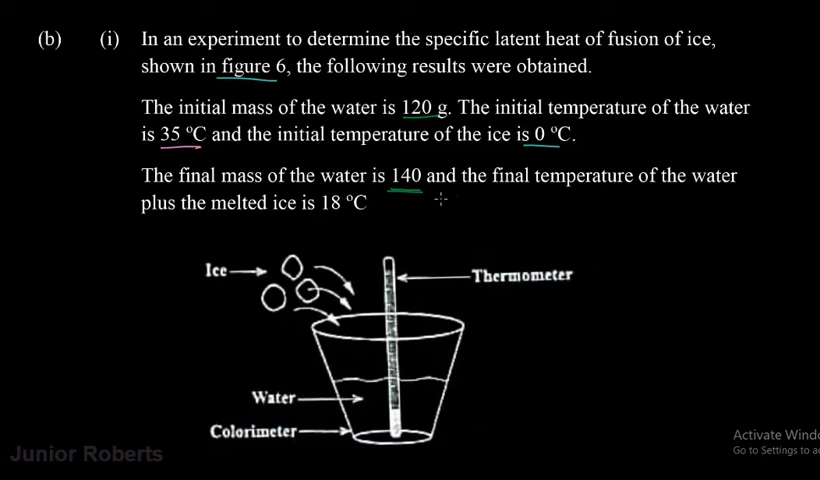 (b) (i) In an experiment to determine the specific latent heat of fusion of ice,
shown in figure 6, the following results were obtained.
The initial mass of the water is 120 g. The initial temperature of the water
is 35 °C and the initial temperature of the ice is 0 °C.
The final mass of the water is 140 and the final temperature of the water
plus the melted ice is 18 °C
Ice
Thermometer
Water
Colorimeter
Activate Windo
Go to Settings to a
Junior Roberts